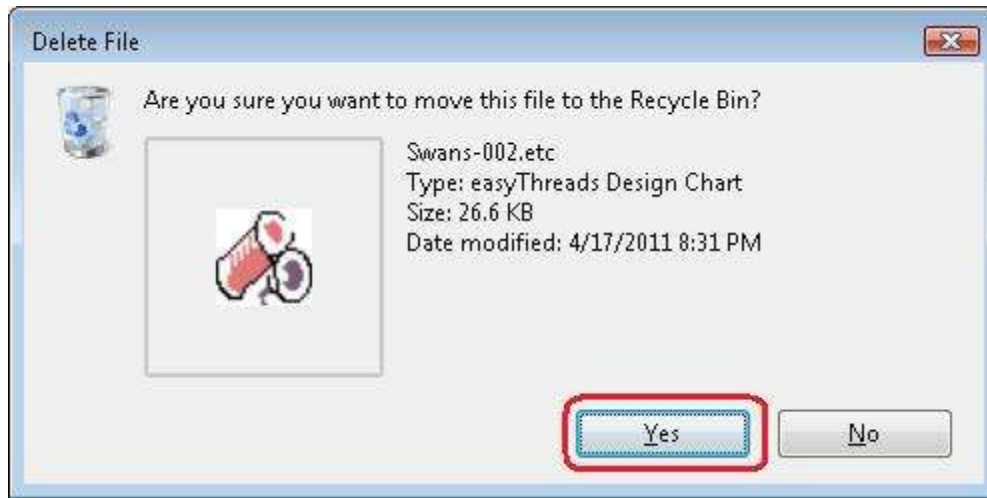 Delete File
Are you sure you want to move this file to the Recycle Bin?
Swans-002.etc
Type: easyThreads Design Chart
Size: 26.6 KB
Date modified: 4/17/2011 8:31 PM
Yes
No